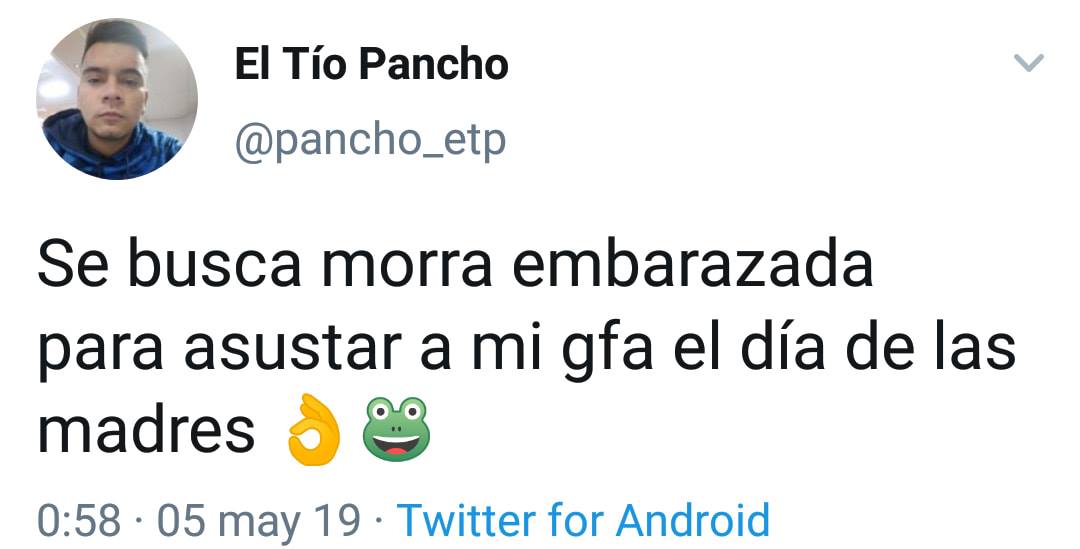 El Tío Pancho
@pancho_etp
Se busca morra embarazada
para asustar a mi gfa el día de las
madres 👌🐸
0:58 · 05 may 19 · Twitter for Android